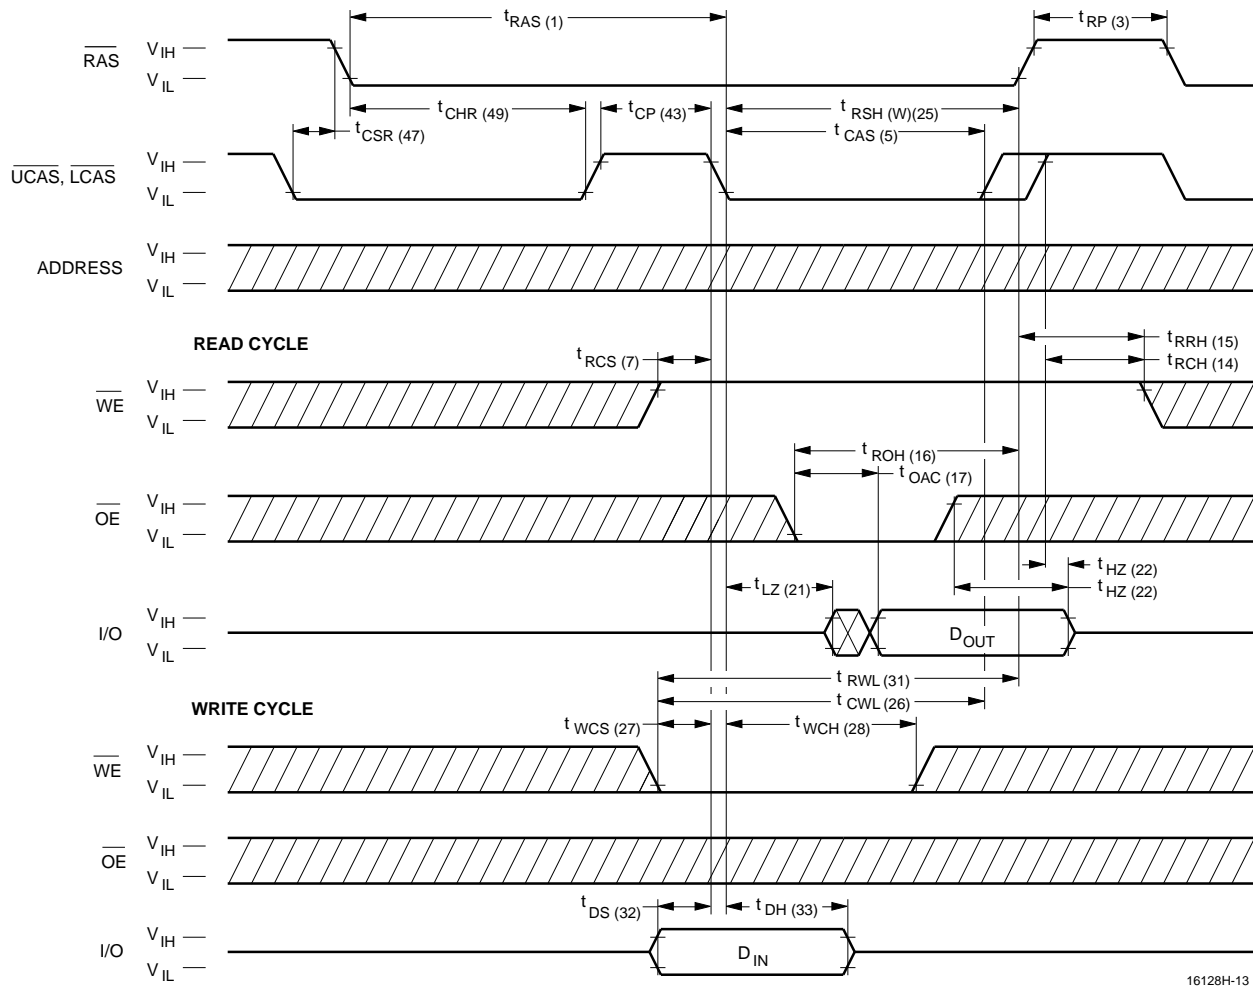 t RAS (1)
t RP (3)
RAS
V IH
V IL
t CHR (49)
t CP (43)
t RSH (W)(25)
t CSR (47)
t CAS (5)
UCAS, LCAS
V IH
V IL
ADDRESS
V IH
V IL
READ CYCLE
t RRH (15)
t RCS (7)
t RCH (14)
WE
V IH
V IL
t ROH (16)
t OAC (17)
OE
V IH
V IL
t HZ (22)
t LZ (21)
t HZ (22)
I/O
V IH
V IL
D OUT
t RWL (31)
t CWL (26)
WRITE CYCLE
t WCS (27)
t WCH (28)
WE
V IH
V IL
OE
V IH
V IL
t DS (32)
t DH (33)
I/O
V IH
V IL
D IN
16128H-13